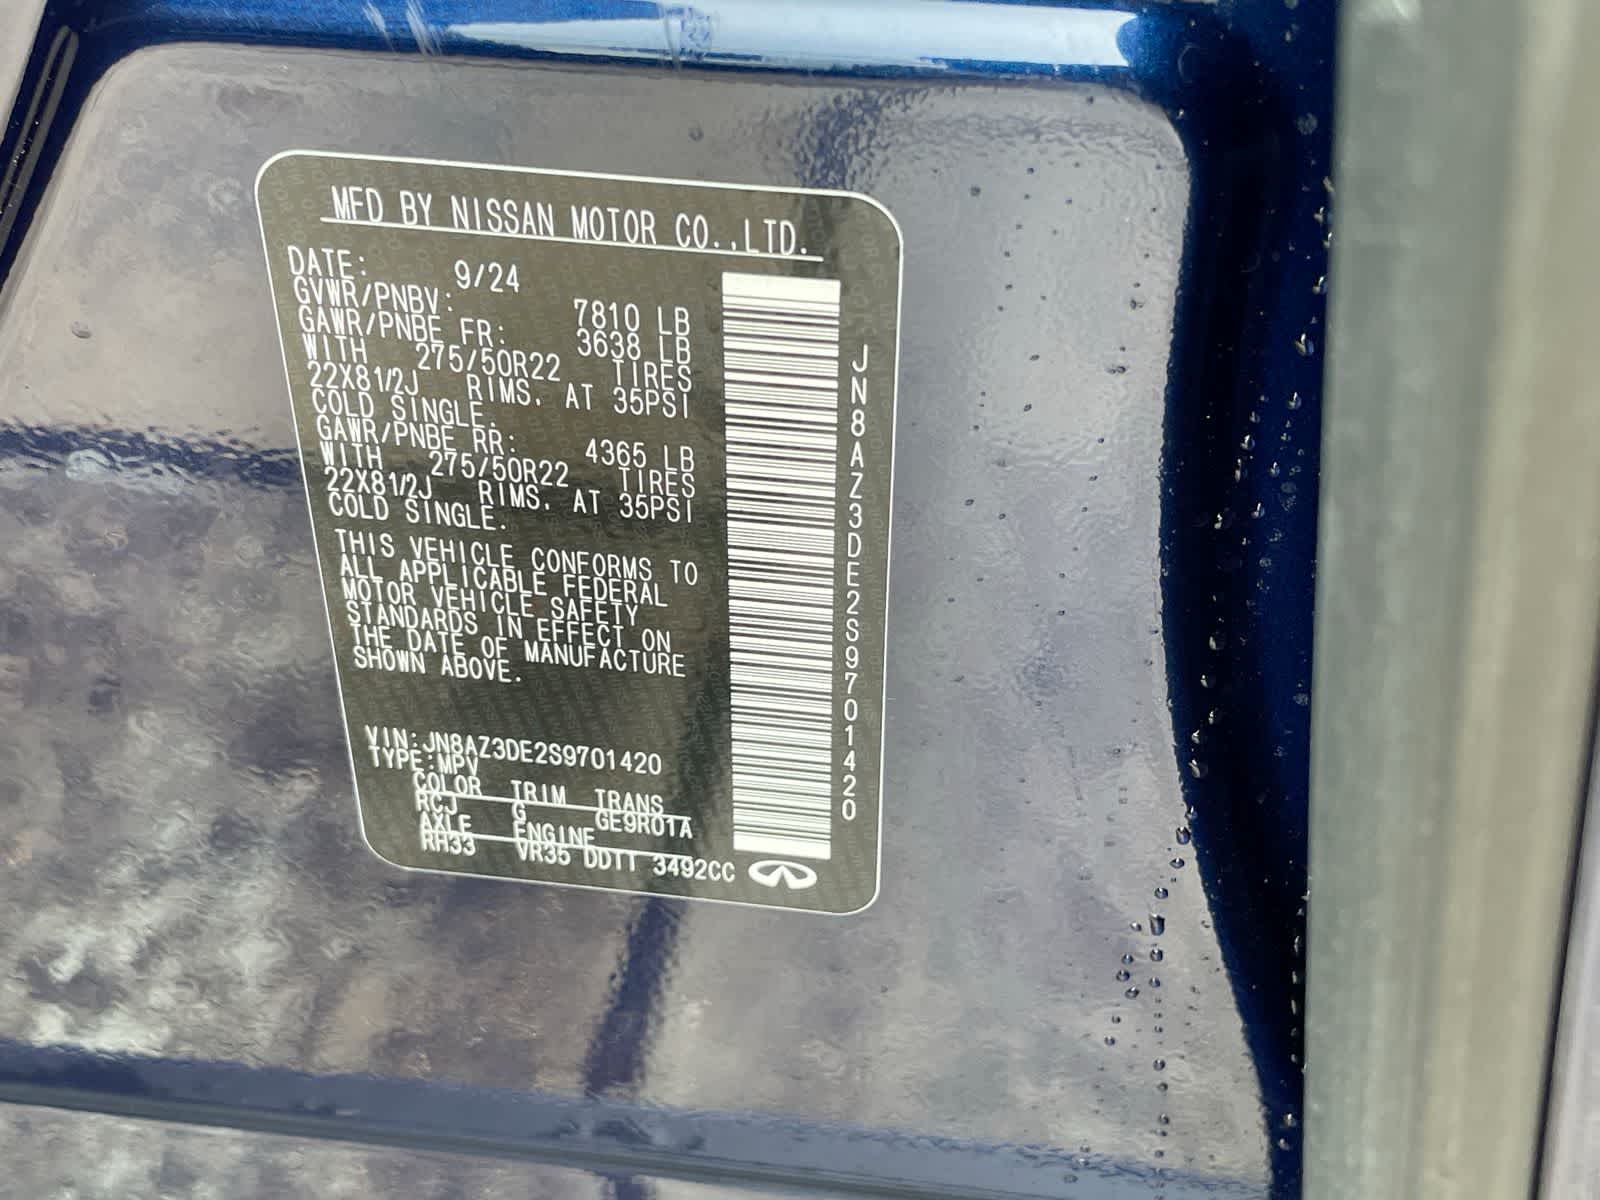 MFD BY NISSAN MOTOR CO.,LTD.
DATE: 9/24
GVWR/PNBV: 7810 LB
GAWR/PNBE FR: 3638 LB
WITH 275/50R22 TIRES
22X81/2J RIMS. AT 35PSI
COLD SINGLE.
GAWR/PNBE RR: 4365 LB
WITH 275/50R22 TIRES
22X81/2J RIMS. AT 35PSI
COLD SINGLE.
THIS VEHICLE CONFORMS TO
ALL APPLICABLE FEDERAL
MOTOR VEHICLE SAFETY
STANDARDS IN EFFECT ON
THE DATE OF MANUFACTURE
SHOWN ABOVE.
VIN:JN8AZ3DE2S9701420
TYPE:MPV
COLOR TRIM TRANS
RCJ G GE9R01A
AXLE ENGINE
RH33 VR35 DDTT 3492CC
JN8AZ3DE2S9701420